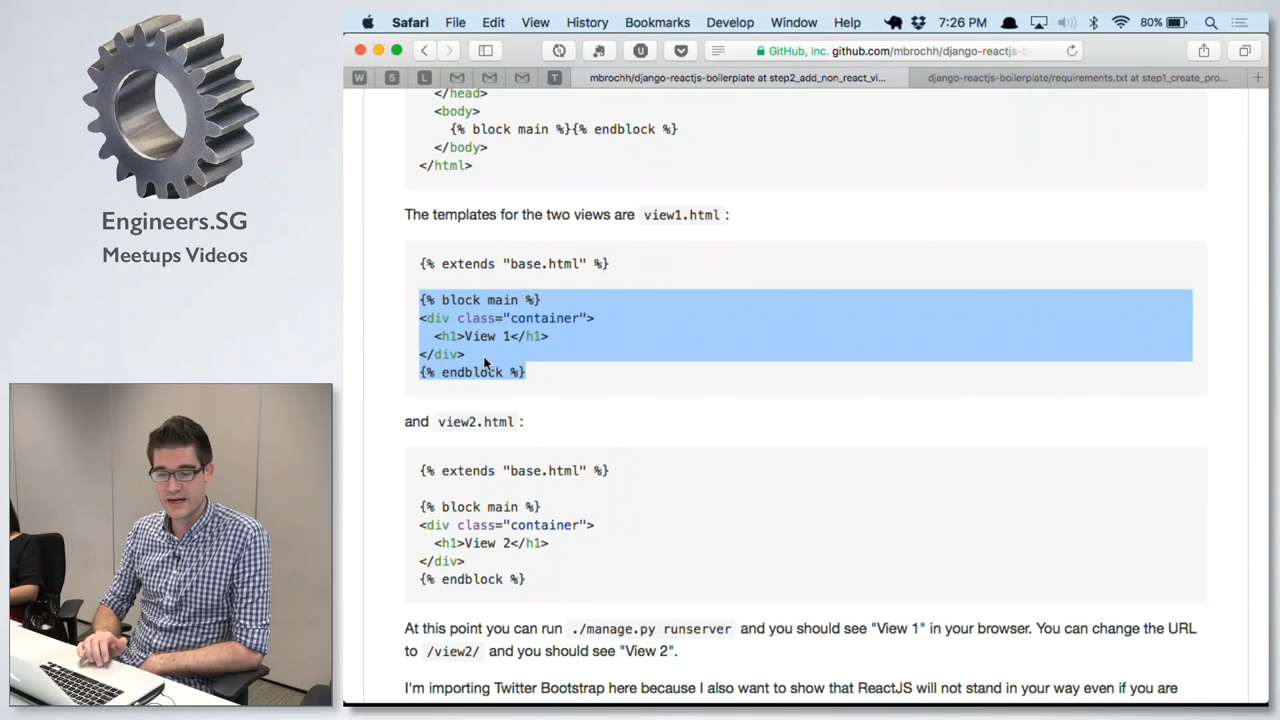 Engineers.SG
Meetups Videos
Safari File Edit View History Bookmarks Develop Window Help 7:26 PM 80%
GitHub, Inc. github.com/mbrochh/django-reactjs-b
W 5 L T mbrochh/django-reactjs-boilerplate at step2_add_non_react_vi... django-reactjs-boilerplate/requirements.txt at step1_create_pro...
</head>
<body>
{% block main %}{% endblock %}
</body>
</html>
The templates for the two views are view1.html :
{% extends "base.html" %}
{% block main %}
<div class="container">
<h1>View 1</h1>
</div>
{% endblock %}
and view2.html :
{% extends "base.html" %}
{% block main %}
<div class="container">
<h1>View 2</h1>
</div>
{% endblock %}
At this point you can run ./manage.py runserver and you should see "View 1" in your browser. You can change the URL
to /view2/ and you should see "View 2".
I'm importing Twitter Bootstrap here because I also want to show that ReactJS will not stand in your way even if you are